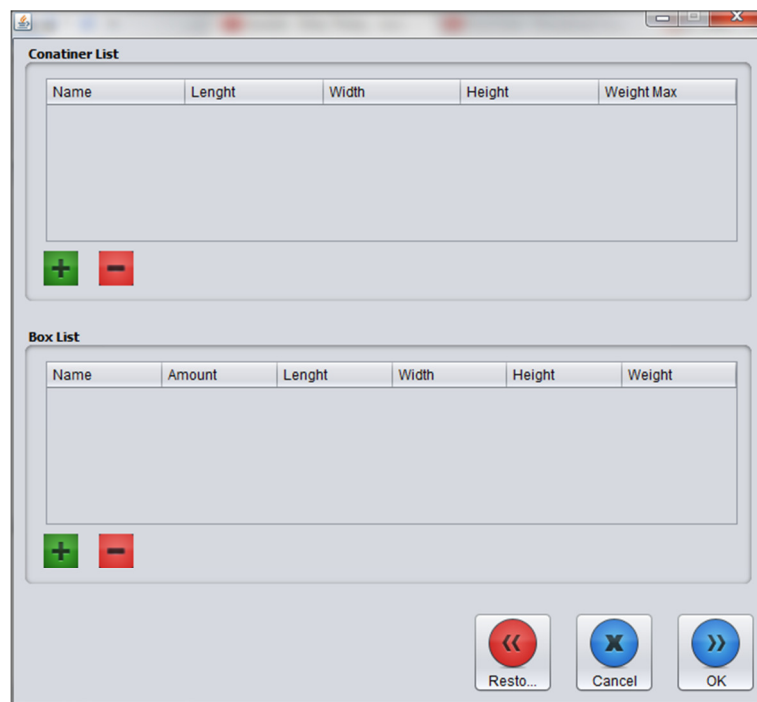 Conatiner List
Name Lenght Width Height Weight Max
Box List
Name Amount Lenght Width Height Weight
Resto... Cancel OK